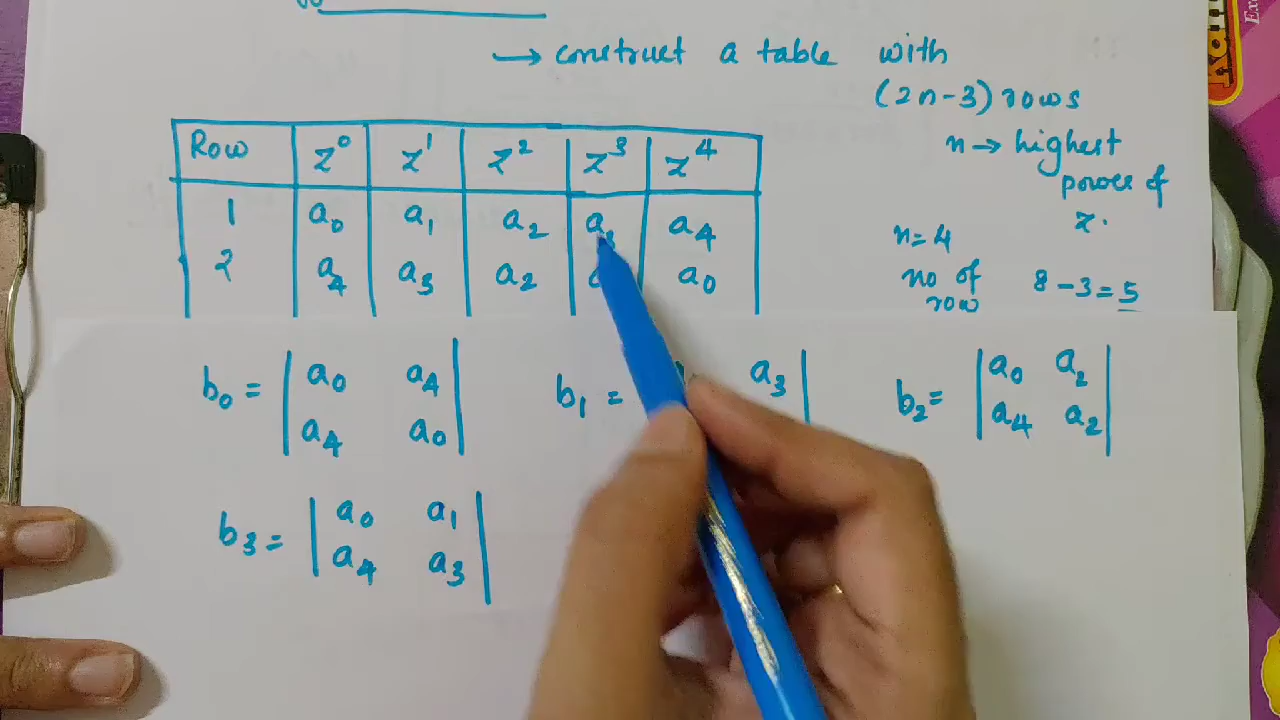 → construct a table with
(2n-3) rows
n → highest
power of
z.
Row z⁰ z¹ z² z³ z⁴
1 a₀ a₁ a₂ a₃ a₄
2 a₄ a₃ a₂ a₀
n=4
no of
row 8-3=5
b₀ = | a₀ a₄ |
| a₄ a₀ |
b₁ = a₃ |
b₂ = | a₀ a₂ |
| a₄ a₂ |
b₃ = | a₀ a₁ |
| a₄ a₃ |